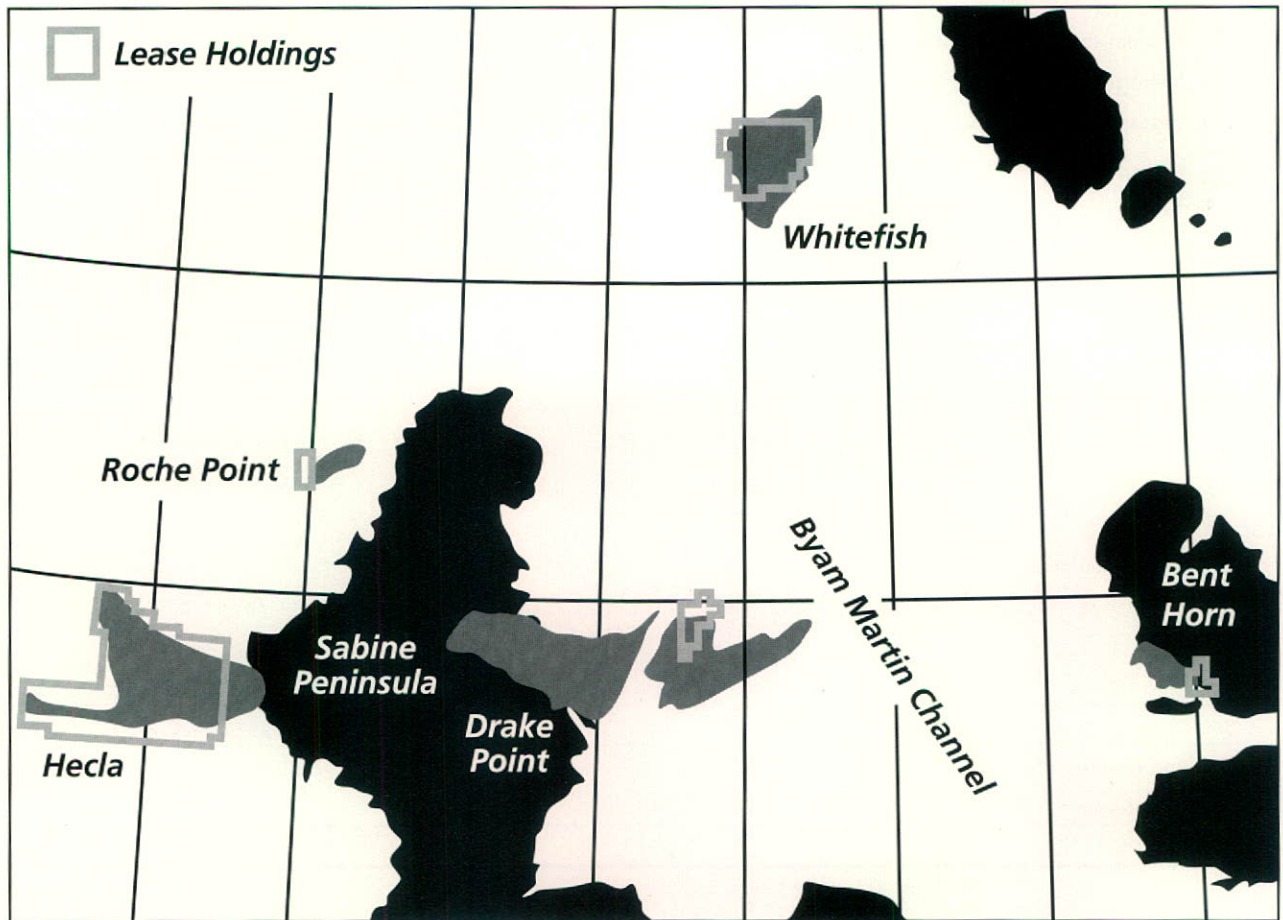 Lease Holdings
Whitefish
Roche Point
Byam Martin Channel
Bent
Horn
Sabine
Peninsula
Drake
Point
Hecla